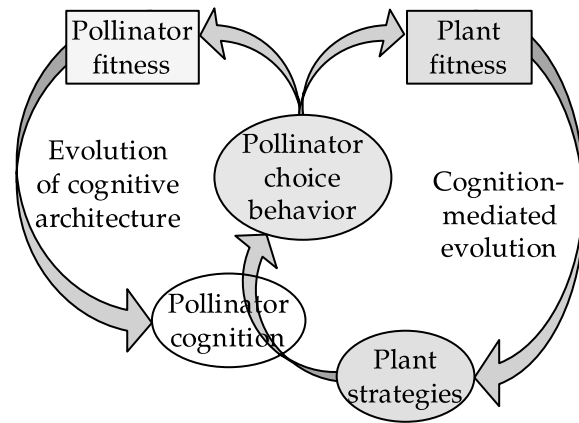 Pollinator
fitness
Plant
fitness
Pollinator
choice
behavior
Evolution
of cognitive
architecture
Cognition-
mediated
evolution
Pollinator
cognition
Plant
strategies